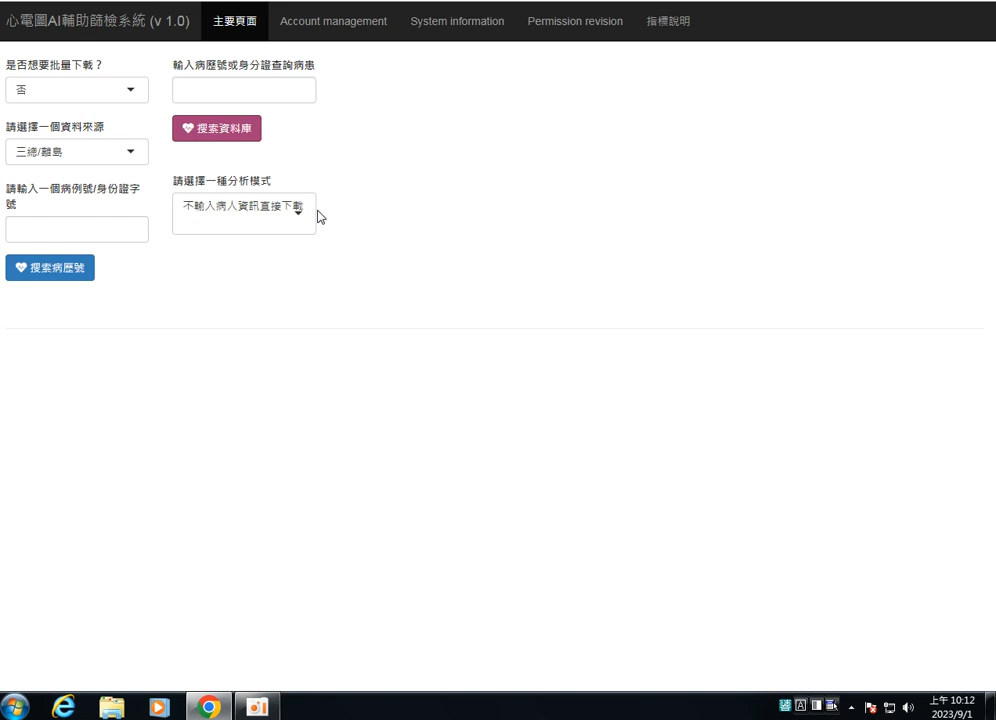 心電圖AI輔助篩檢系統 (v 1.0)
主要頁面
Account management
System information
Permission revision
指標說明
是否想要批量下載？
否
請選擇一個資料來源
三總/離島
請輸入一個病例號/身份證字
號
搜索病歷號
輸入病歷號或身分證查詢病患
搜索資料庫
請選擇一種分析模式
不輸入病人資訊直接下載
上午 10:12
2023/9/1